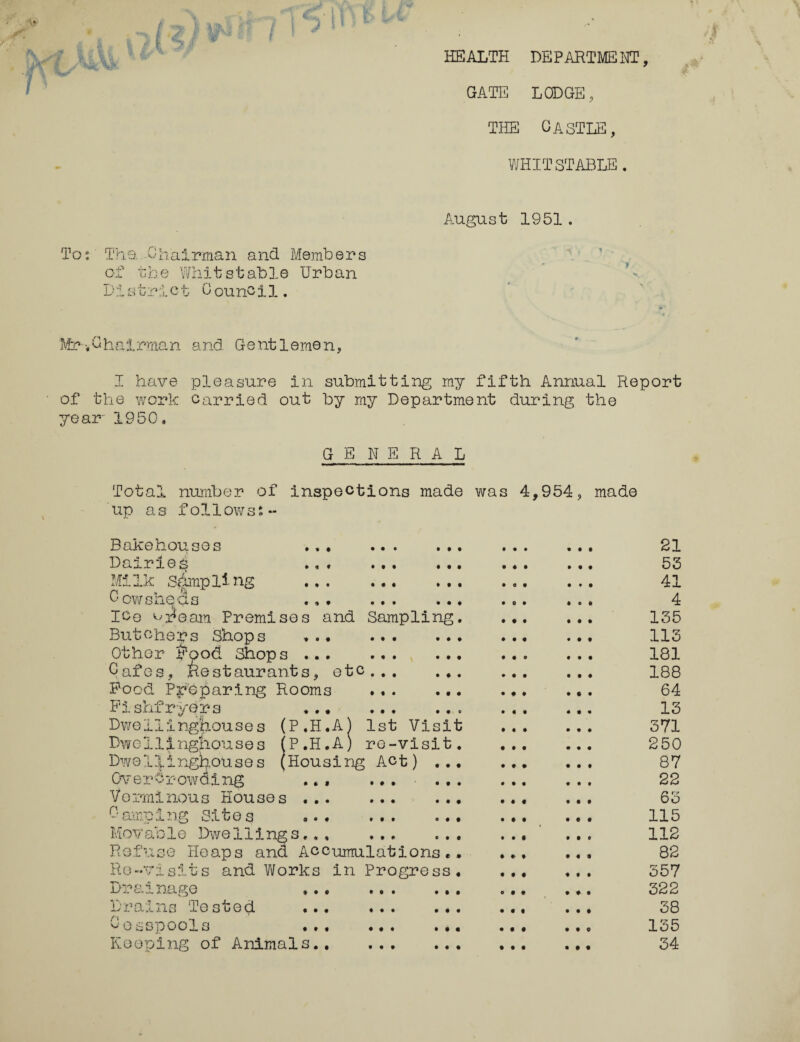 HEALTH DEPARTMENT,
GATE LODGE,
THE CASTLE,
WHITSTABLE.
August 1951.
To: The Chairman and Members
of the Whitstable Urban
District Council.
Mr.Chairman and Gentlemen,
I have pleasure in submitting my fifth Annual Report
of the work carried out by my Department during the
year 1950.
GENERAL
Total number of inspections made was 4,954, made
up as follows:-
Bakehouses ... ... ... ... ... 21
Dairies ... ... ... ... ... 53
Milk Sampling ... ... ... ... ... 41
Cowsheds ... ... ... ... ... 4
Ice Cream Premises and Sampling. ... ... 135
Butchers Shops ... ... ... ... ... 113
Other Food Shops ... ... ... ... ... 181
Cafes, Restaurants, etc... ... ... ... 188
Food Preparing Rooms ... ... ... ... 64
Fishfryers ... ... ... ... ... 13
Dwellinghouses (P.H.A) 1st Visit ... ... 371
Dwellinghouses (P.H.A) re-visit. ... ... 250
Dwellinghouses (Housing Act) ... ... ... 87
Overcrowding ... ... ... ... ... 22
Verminous Houses ... ... ... ... ... 63
Camping Sites ... ... ... ... ... 115
Movable Dwellings... ... ... ... ... 112
Refuse Heaps and Accumulations.. ... ... 82
Re-visits and Works in Progress. ... ... 357
Drainage ... ... ... ... ... 322
Drains Tested ... ... ... ... ... 38
Cesspools ... ... ... ... ... 135
Keeping of Animals.. ... ... ... ... 34